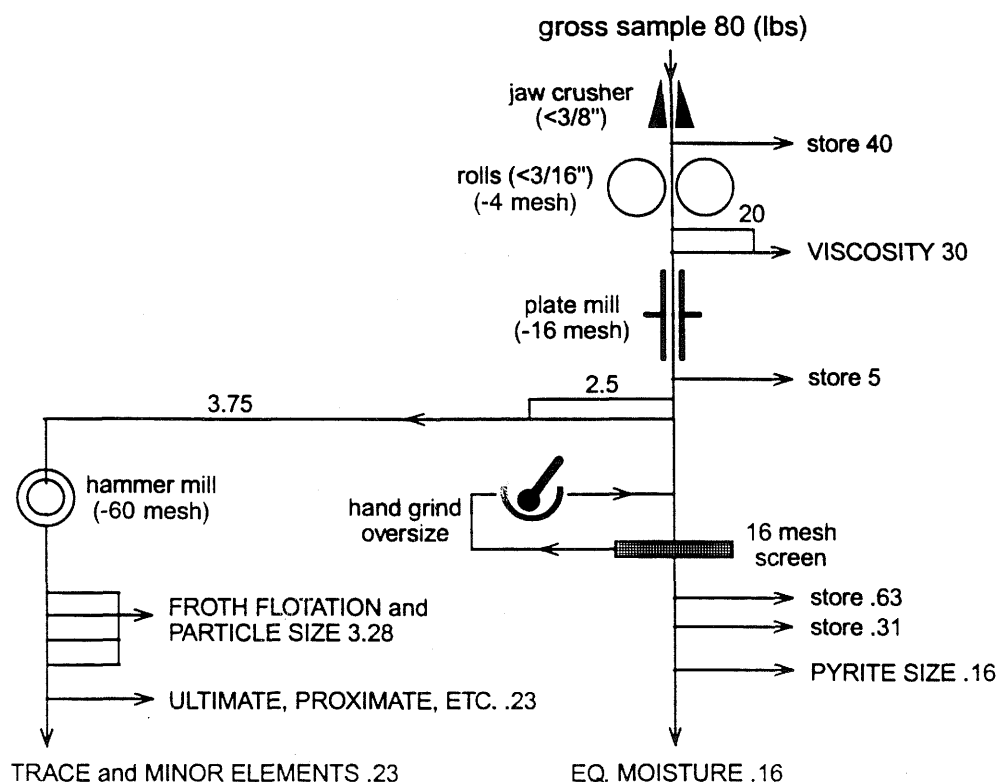 gross sample 80 (lbs)
jaw crusher
(<3/8")
store 40
rolls (<3/16")
(-4 mesh)
20
VISCOSITY 30
plate mill
(-16 mesh)
store 5
2.5
3.75
hammer mill
(-60 mesh)
hand grind
oversize
16 mesh
screen
store .63
store .31
FROTH FLOTATION and
PARTICLE SIZE 3.28
PYRITE SIZE .16
ULTIMATE, PROXIMATE, ETC. .23
TRACE and MINOR ELEMENTS .23
EQ. MOISTURE .16